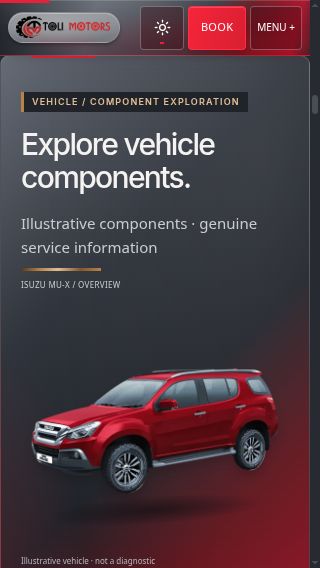 TOLI MOTORS
BOOK
MENU +
VEHICLE / COMPONENT EXPLORATION
Explore vehicle
components.
Illustrative components · genuine
service information
ISUZU MU-X / OVERVIEW
Illustrative vehicle · not a diagnostic